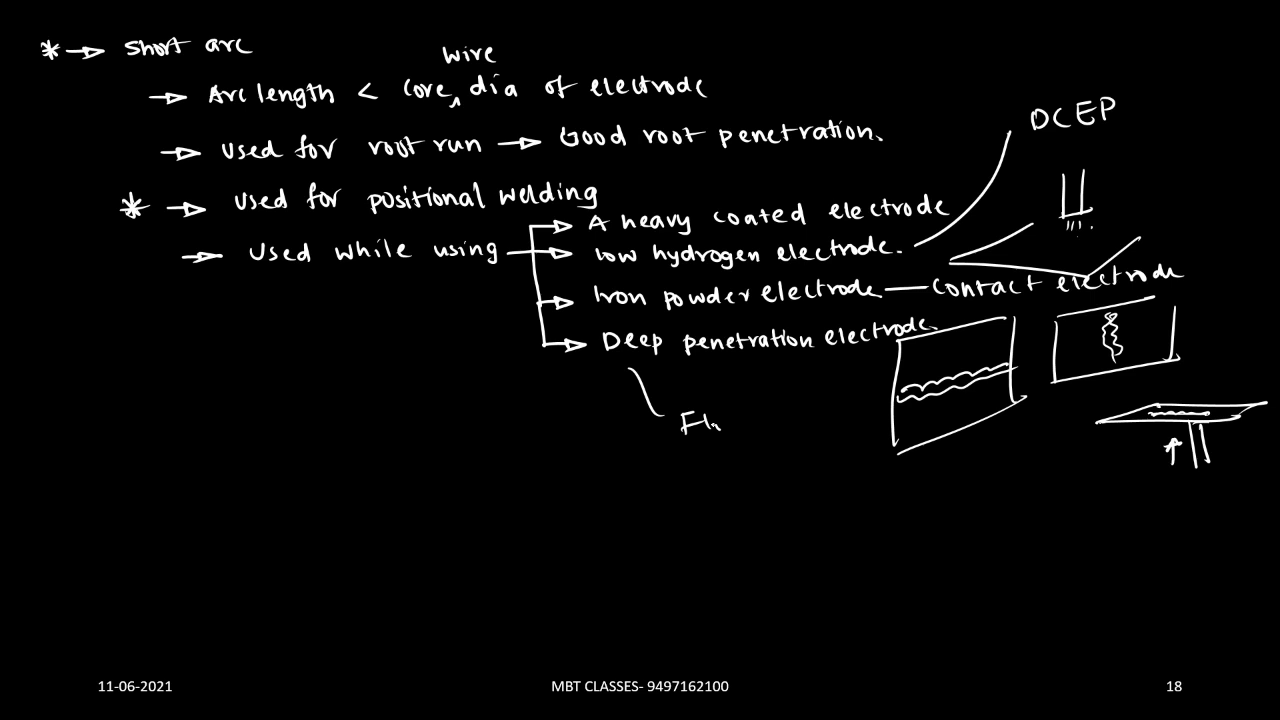 * → Short arc
wire
→ Arc length < core ‸ dia of electrode
DCEP
→ Used for root run → Good root penetration.
* → Used for positional welding
→ A heavy coated electrode
→ Used while using → low hydrogen electrode.
→ Iron powder electrode — contact electrode
→ Deep penetration electrode.
11-06-2021
MBT CLASSES- 9497162100
18